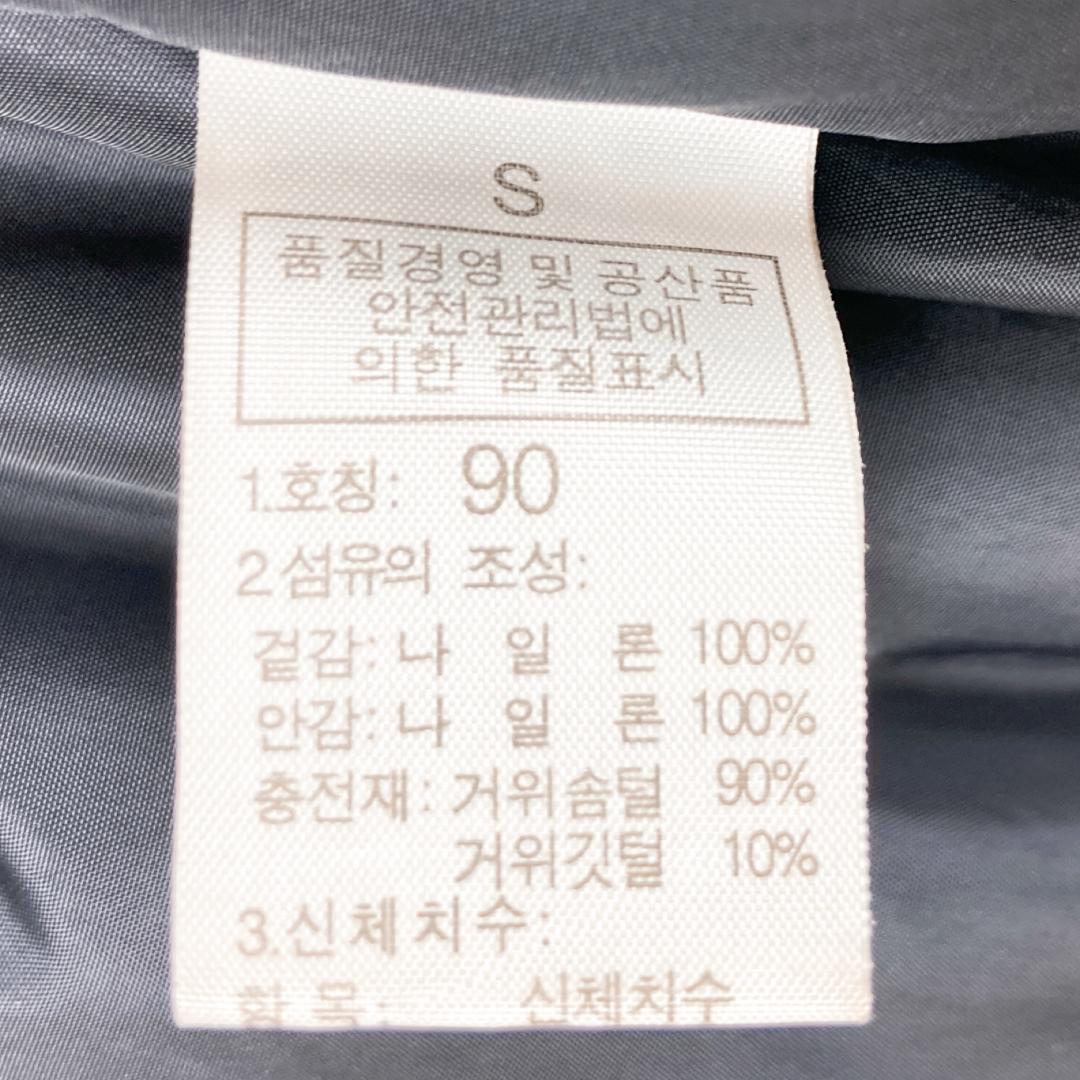 S
품질경영 및 공산품
안전관리법에
의한 품질표시
1.호칭: 90
2.섬유의 조성:
겉감: 나 일 론 100%
안감: 나 일 론 100%
충전재: 거위솜털 90%
거위깃털 10%
3.신체치수:
항 목: 신체치수